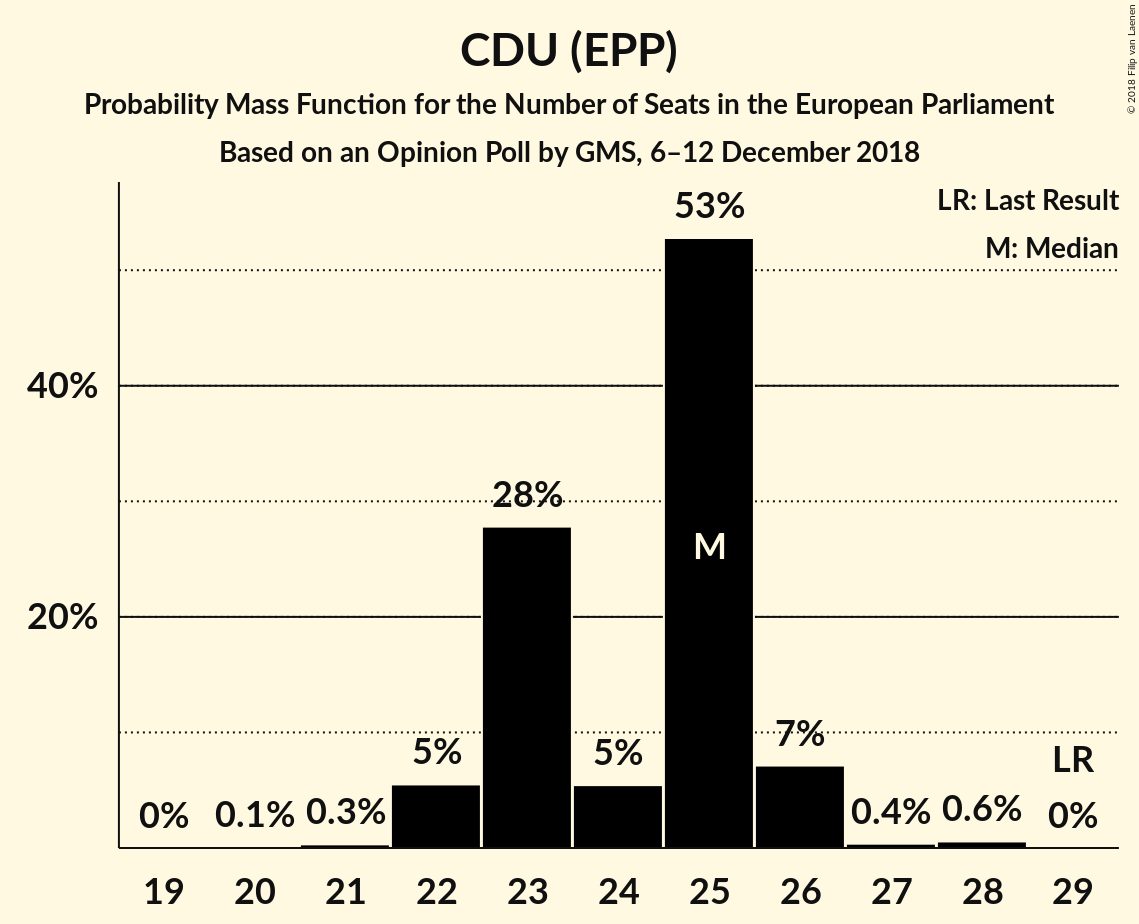 CDU (EPP)
Probability Mass Function for the Number of Seats in the European Parliament
Based on an Opinion Poll by GMS, 6–12 December 2018
© 2018 Filip van Laenen
LR: Last Result
M: Median
53%
40%
28%
M
20%
5%
5%
7%
LR
0%
0.1%
0.3%
0.4%
0.6%
0%
19 20 21 22 23 24 25 26 27 28 29